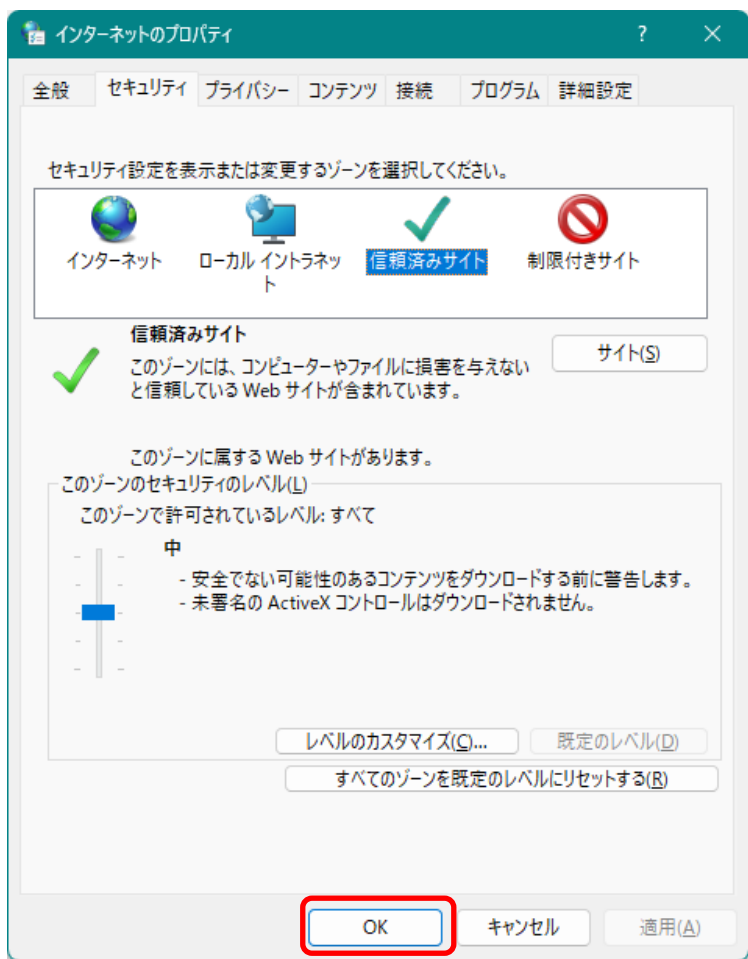 インターネットのプロパティ ?
全般 セキュリティ プライバシー コンテンツ 接続 プログラム 詳細設定
セキュリティ設定を表示または変更するゾーンを選択してください。
インターネット
ローカル イントラネッ
ト
信頼済みサイト
制限付きサイト
信頼済みサイト
このゾーンには、コンピューターやファイルに損害を与えない
と信頼している Web サイトが含まれています。
サイト(S)
このゾーンに属する Web サイトがあります。
このゾーンのセキュリティのレベル(L)
このゾーンで許可されているレベル: すべて
中
- 安全でない可能性のあるコンテンツをダウンロードする前に警告します。
- 未署名の ActiveX コントロールはダウンロードされません。
レベルのカスタマイズ(C)... 既定のレベル(D)
すべてのゾーンを既定のレベルにリセットする(R)
OK キャンセル 適用(A)